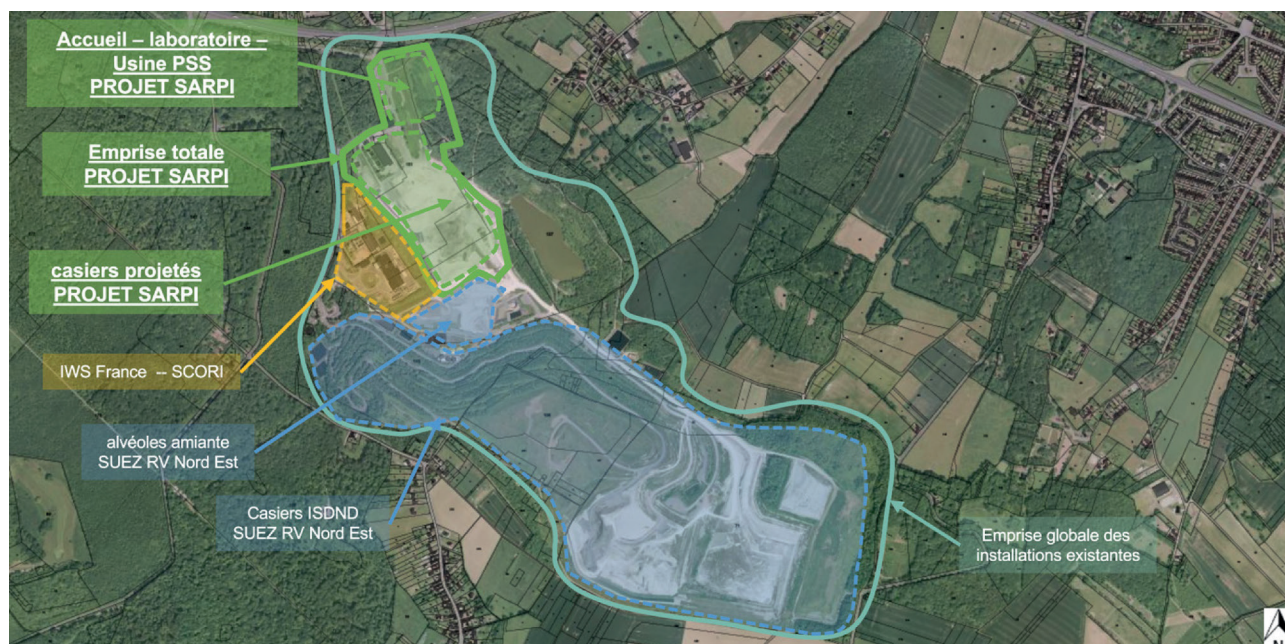 Accueil – laboratoire –
Usine PSS
PROJET SARPI
Emprise totale
PROJET SARPI
casiers projetés
PROJET SARPI
IWS France -- SCORI
alvéoles amiante
SUEZ RV Nord Est
Casiers ISDND
SUEZ RV Nord Est
Emprise globale des
installations existantes